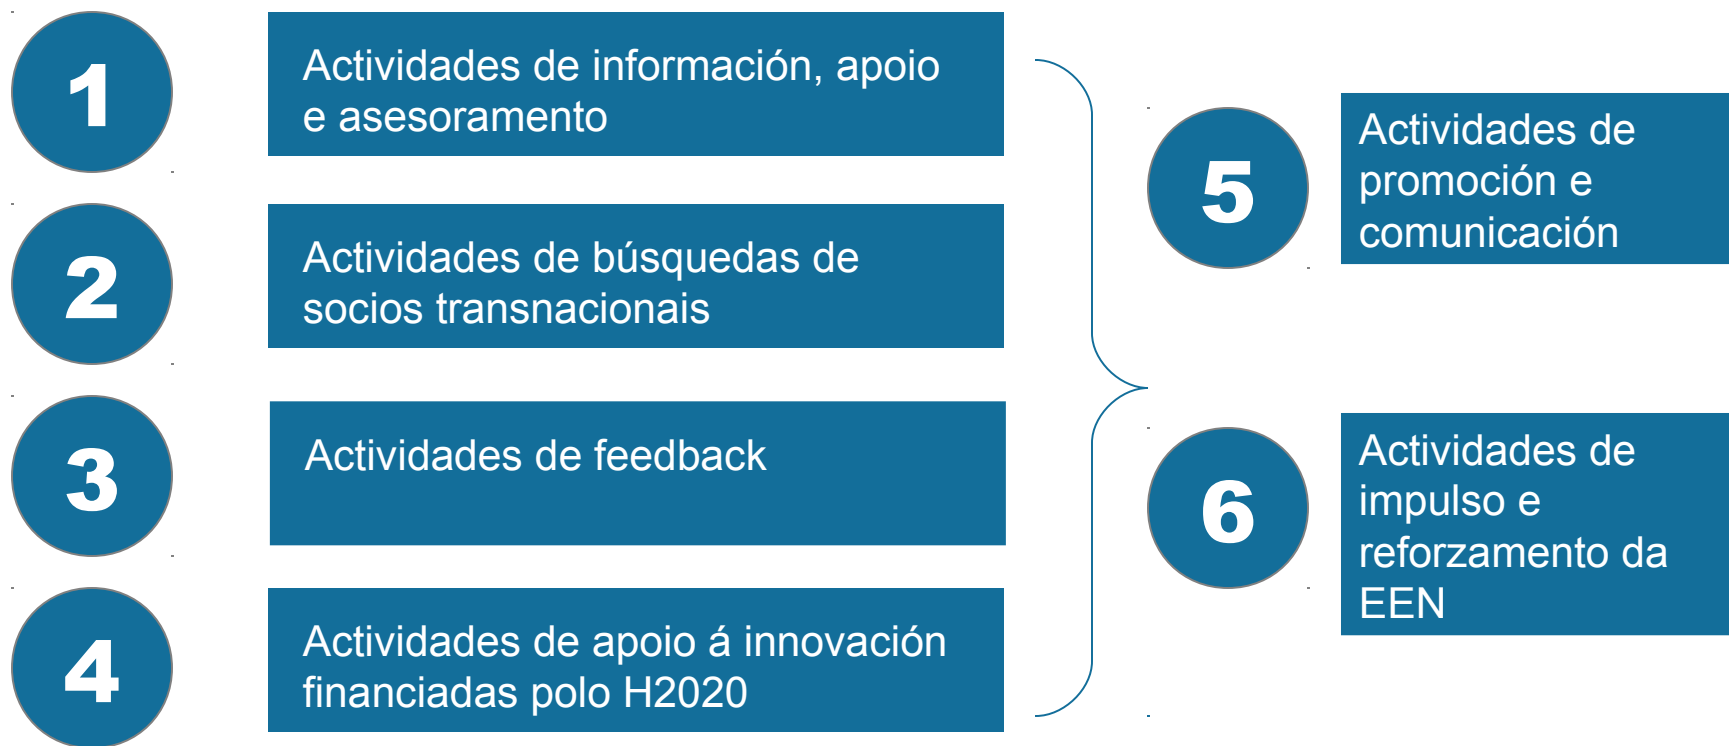 1
Actividades de información, apoio
e asesoramento
2
Actividades de búsquedas de
socios transnacionais
3
Actividades de feedback
4
Actividades de apoio á innovación
financiadas polo H2020
5
Actividades de
promoción e
comunicación
6
Actividades de
impulso e
reforzamento da
EEN